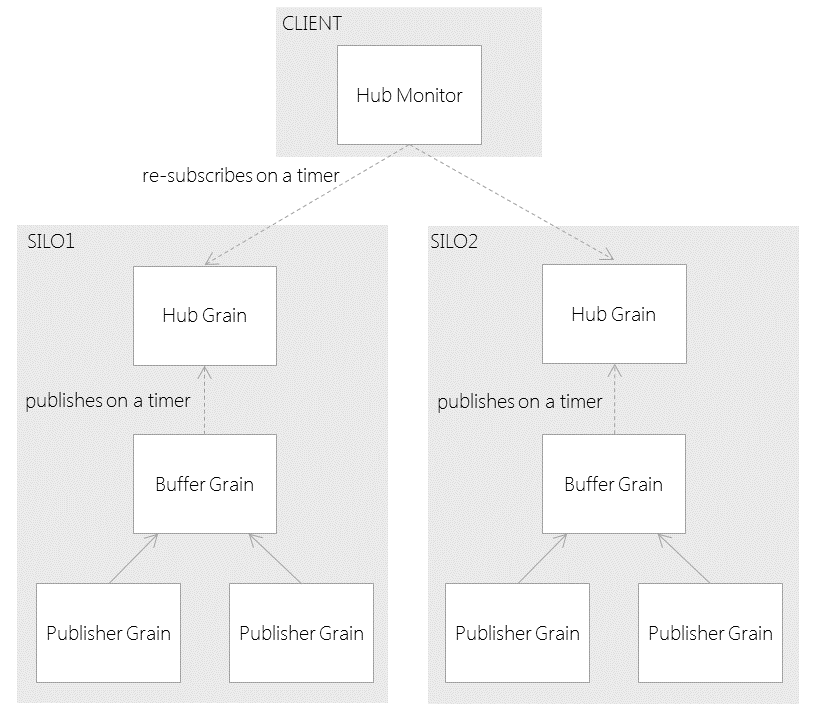 CLIENT
Hub Monitor
re-subscribes on a timer
SILO1
Hub Grain
publishes on a timer
Buffer Grain
Publisher Grain
Publisher Grain
SILO2
Hub Grain
publishes on a timer
Buffer Grain
Publisher Grain
Publisher Grain